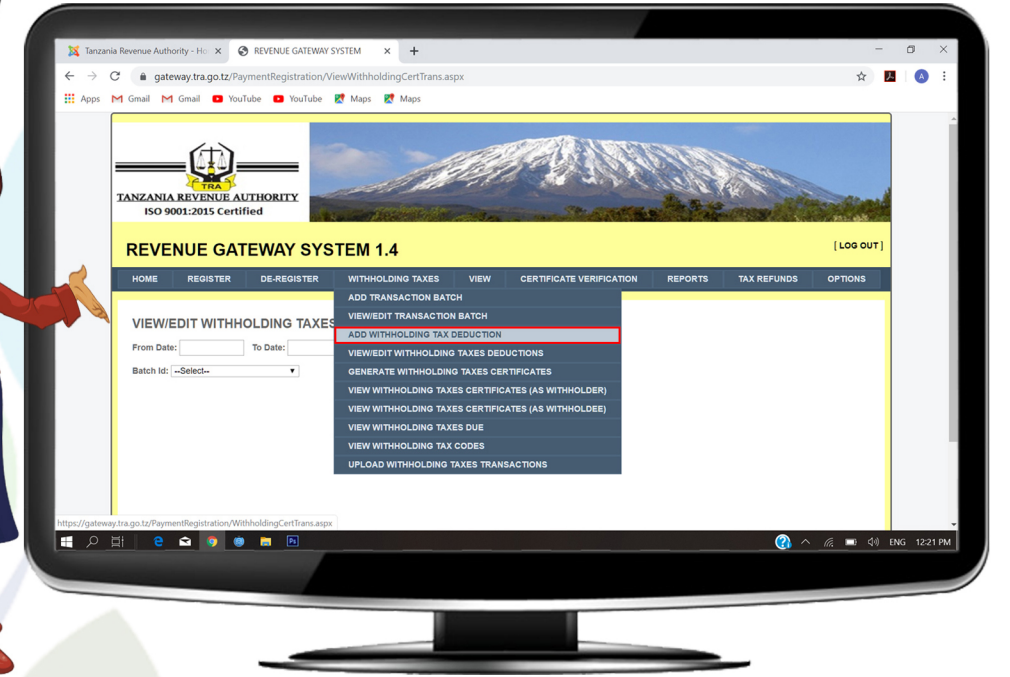 Tanzania Revenue Authority - Ho
REVENUE GATEWAY SYSTEM
gateway.tra.go.tz/PaymentRegistration/ViewWithholdingCertTrans.aspx
Apps
Gmail
Gmail
YouTube
YouTube
Maps
Maps
A
TRA
TANZANIA REVENUE AUTHORITY
ISO 9001:2015 Certified
REVENUE GATEWAY SYSTEM 1.4
[ LOG OUT ]
HOME REGISTER DE-REGISTER WITHHOLDING TAXES VIEW CERTIFICATE VERIFICATION REPORTS TAX REFUNDS OPTIONS
ADD TRANSACTION BATCH
VIEW/EDIT TRANSACTION BATCH
ADD WITHHOLDING TAX DEDUCTION
VIEW/EDIT WITHHOLDING TAXES DEDUCTIONS
GENERATE WITHHOLDING TAXES CERTIFICATES
VIEW WITHHOLDING TAXES CERTIFICATES (AS WITHHOLDER)
VIEW WITHHOLDING TAXES CERTIFICATES (AS WITHHOLDEE)
VIEW WITHHOLDING TAXES DUE
VIEW WITHHOLDING TAX CODES
UPLOAD WITHHOLDING TAXES TRANSACTIONS
VIEW/EDIT WITHHOLDING TAXES
From Date: To Date:
Batch Id: --Select--
https://gateway.tra.go.tz/PaymentRegistration/WithholdingCertTrans.aspx
Ps
ENG 12:21 PM